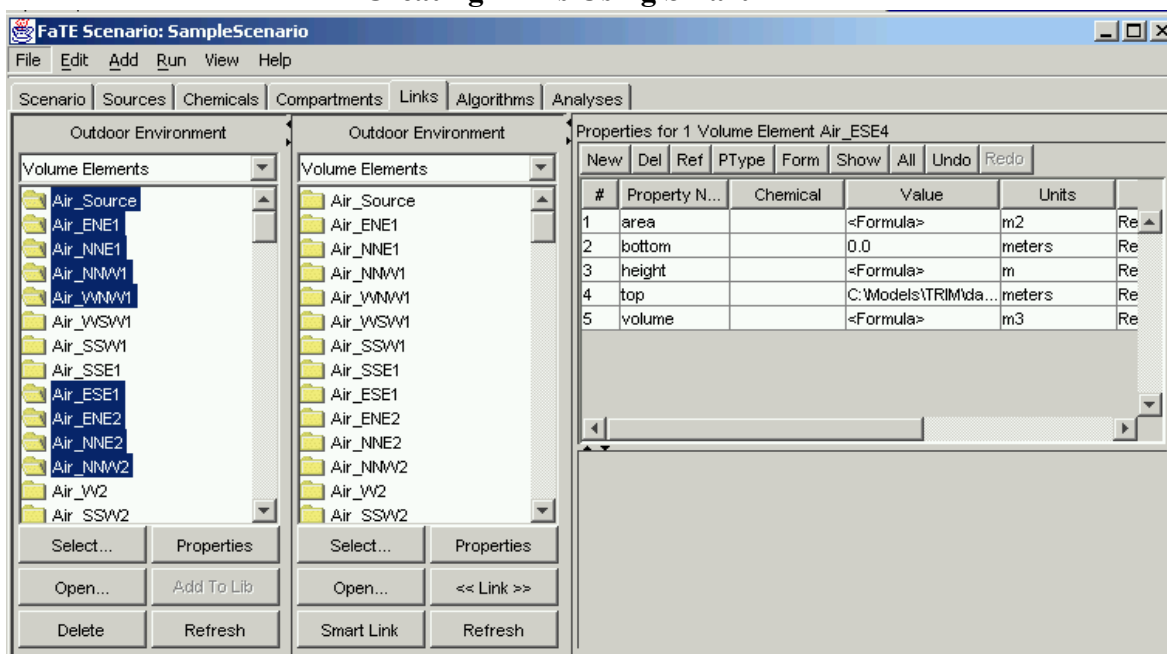 FaTE Scenario: SampleScenario
File Edit Add Run View Help
Scenario Sources Chemicals Compartments Links Algorithms Analyses
Outdoor Environment
Volume Elements
Air_Source
Air_ENE1
Air_NNE1
Air_NNW1
Air_WNW1
Air_WSW1
Air_SSW1
Air_SSE1
Air_ESE1
Air_ENE2
Air_NNE2
Air_NNW2
Air_W2
Air_SSW2
Select... Properties
Open... Add To Lib
Delete Refresh
Outdoor Environment
Volume Elements
Air_Source
Air_ENE1
Air_NNE1
Air_NNW1
Air_WNW1
Air_WSW1
Air_SSW1
Air_SSE1
Air_ESE1
Air_ENE2
Air_NNE2
Air_NNW2
Air_W2
Air_SSW2
Select... Properties
Open... << Link >>
Smart Link Refresh
Properties for 1 Volume Element Air_ESE4
New Del Ref PType Form Show All Undo Redo
# Property N... Chemical Value Units
1 area <Formula> m2 Re
2 bottom 0.0 meters Re
3 height <Formula> m Re
4 top C:\Models\TRIM\da... meters Re
5 volume <Formula> m3 Re